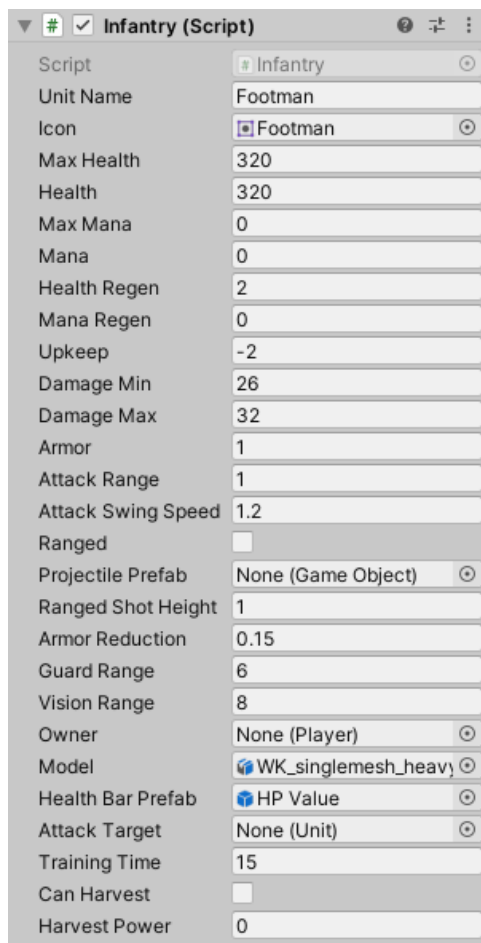 Infantry (Script)
Script # Infantry
Unit Name Footman
Icon Footman
Max Health 320
Health 320
Max Mana 0
Mana 0
Health Regen 2
Mana Regen 0
Upkeep -2
Damage Min 26
Damage Max 32
Armor 1
Attack Range 1
Attack Swing Speed 1.2
Ranged
Projectile Prefab None (Game Object)
Ranged Shot Height 1
Armor Reduction 0.15
Guard Range 6
Vision Range 8
Owner None (Player)
Model WK_singlemesh_heavy
Health Bar Prefab HP Value
Attack Target None (Unit)
Training Time 15
Can Harvest
Harvest Power 0